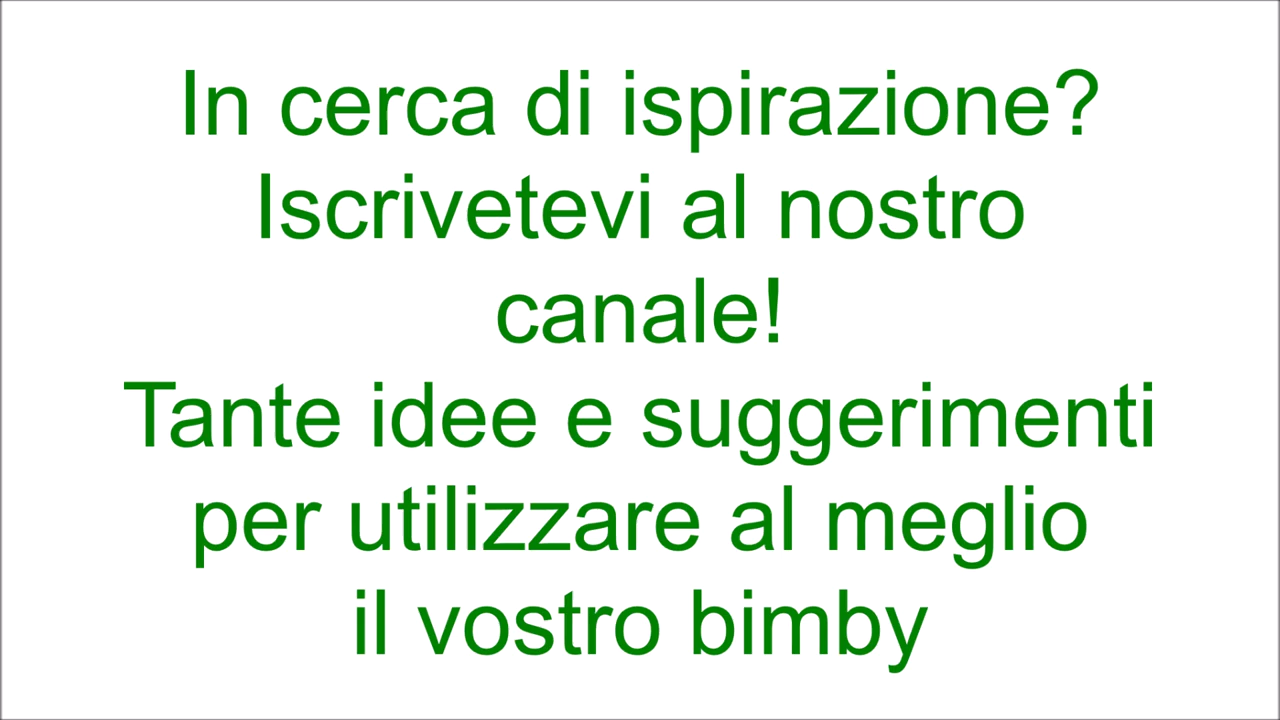 In cerca di ispirazione?
Iscrivetevi al nostro
canale!
Tante idee e suggerimenti
per utilizzare al meglio
il vostro bimby